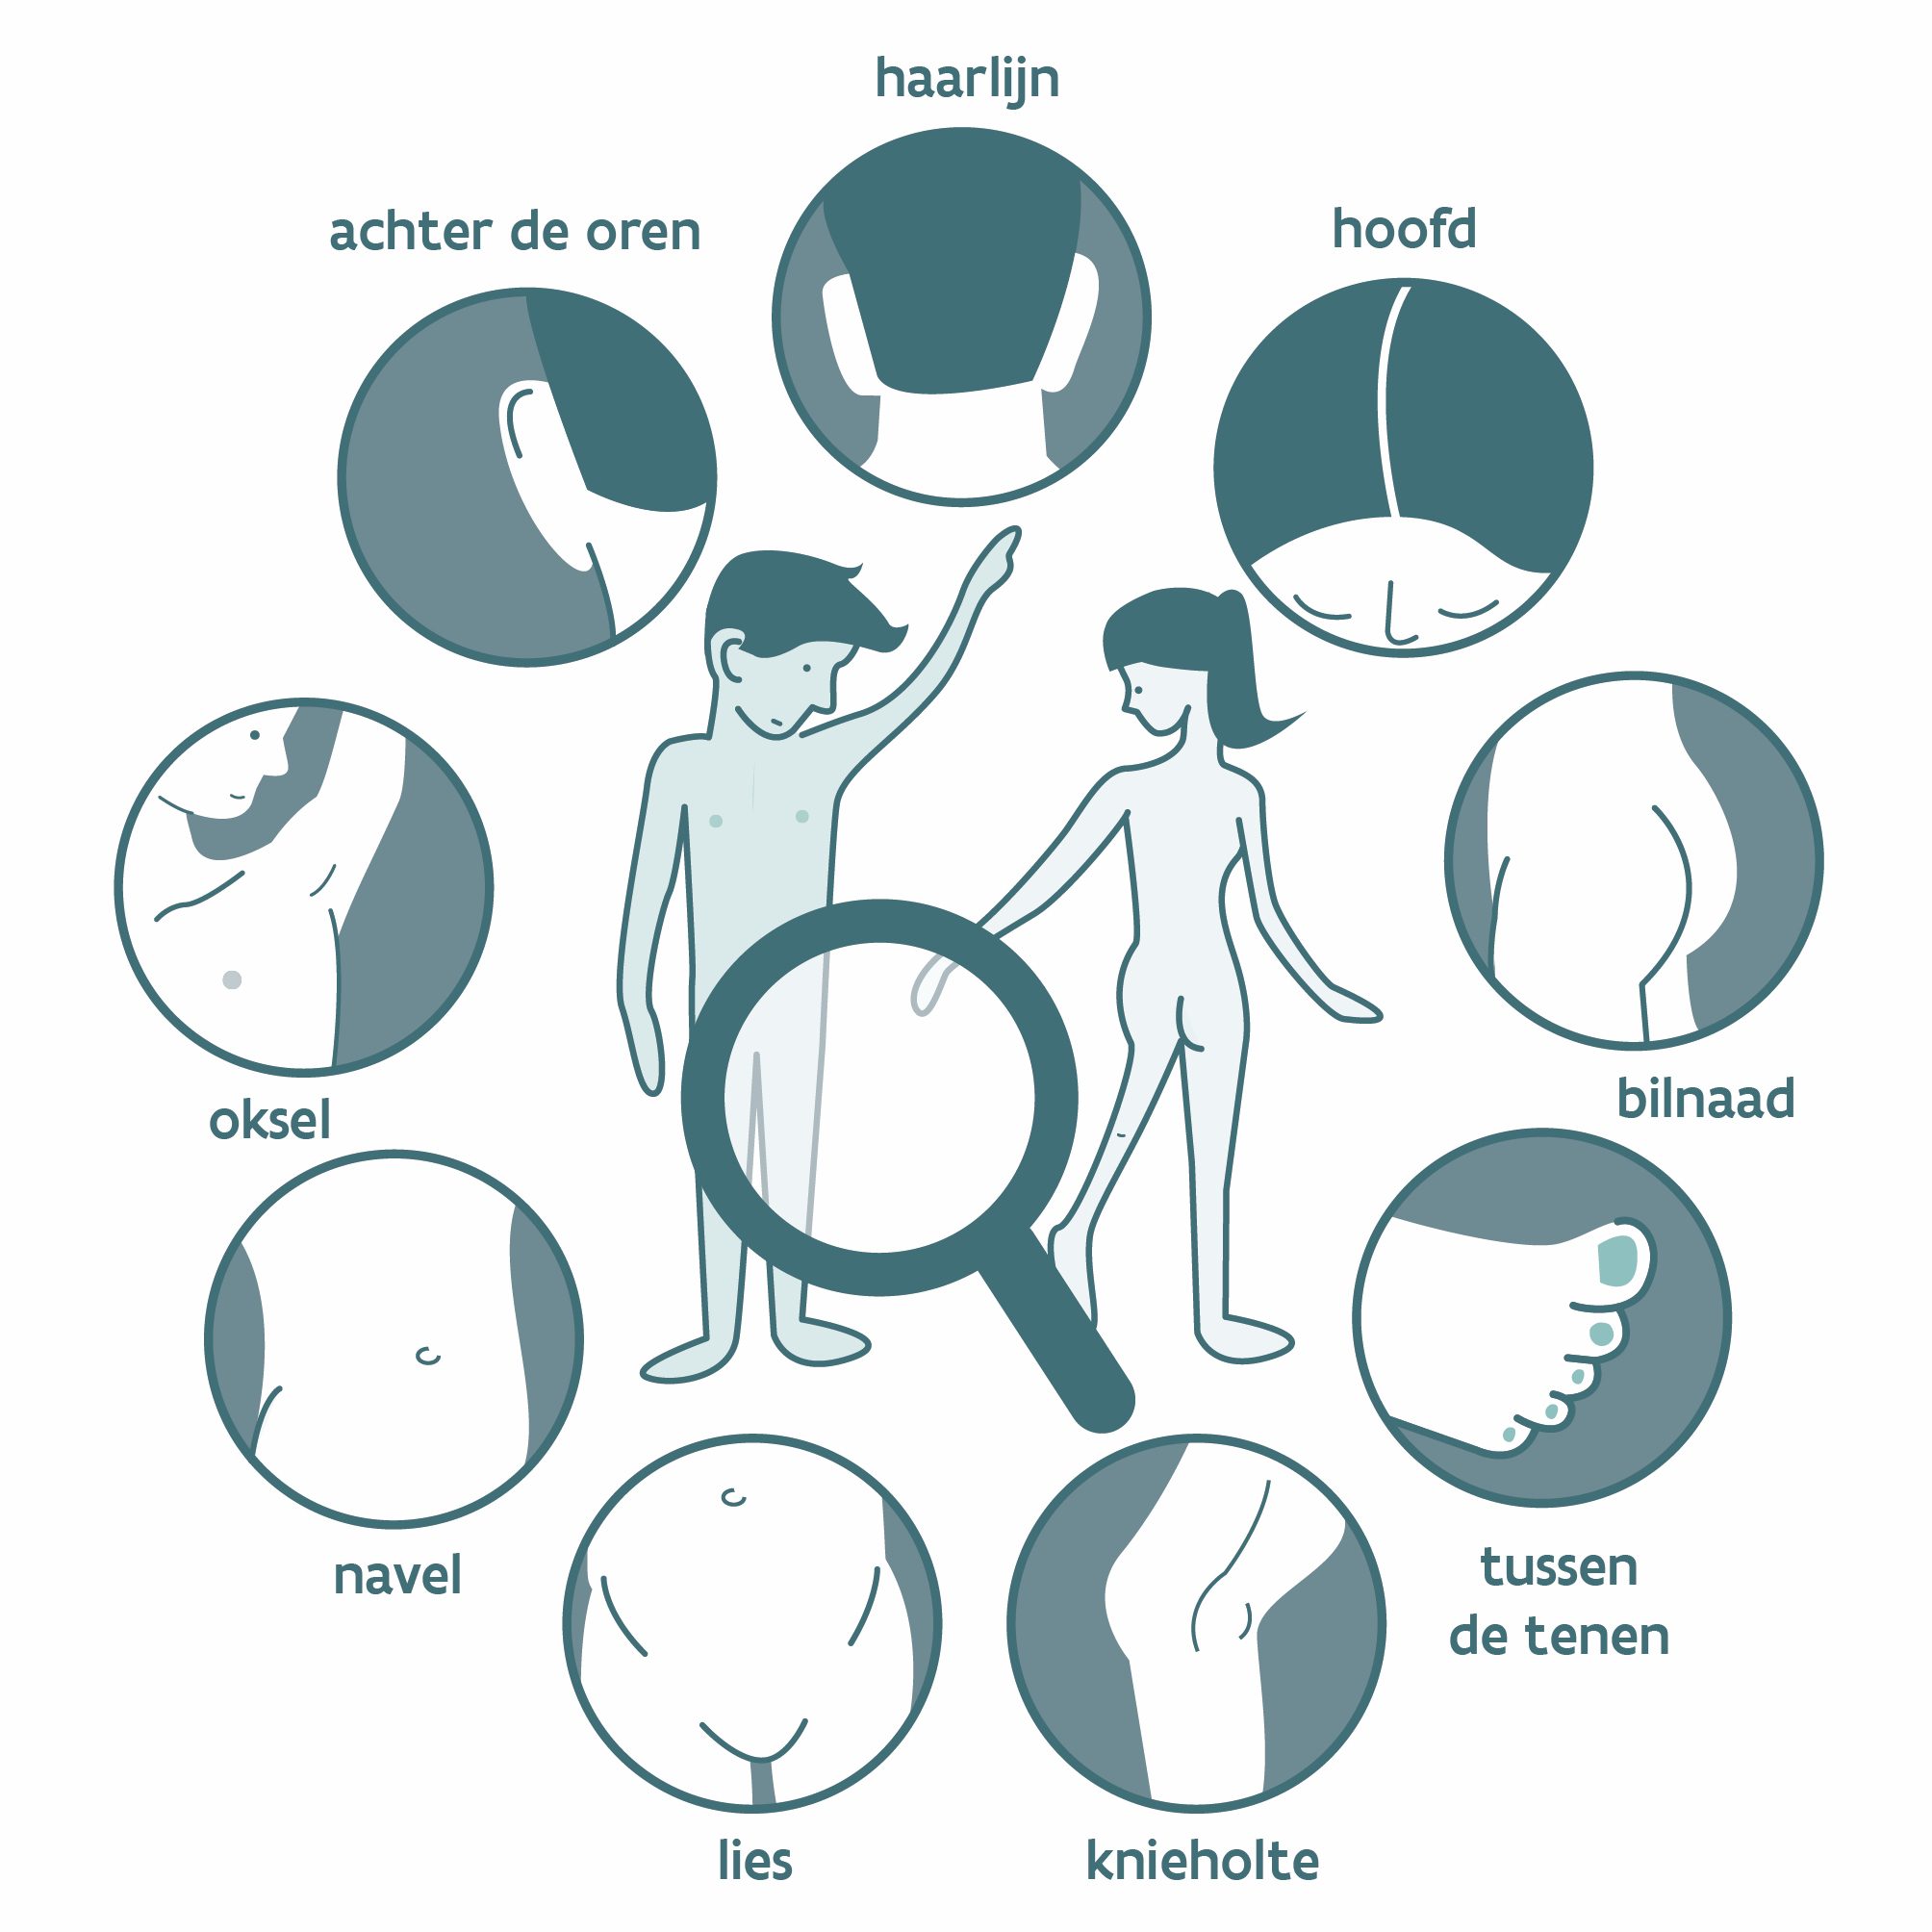 haarlijn
achter de oren
hoofd
oksel
bilnaad
navel
tussen
de tenen
lies
knieholte